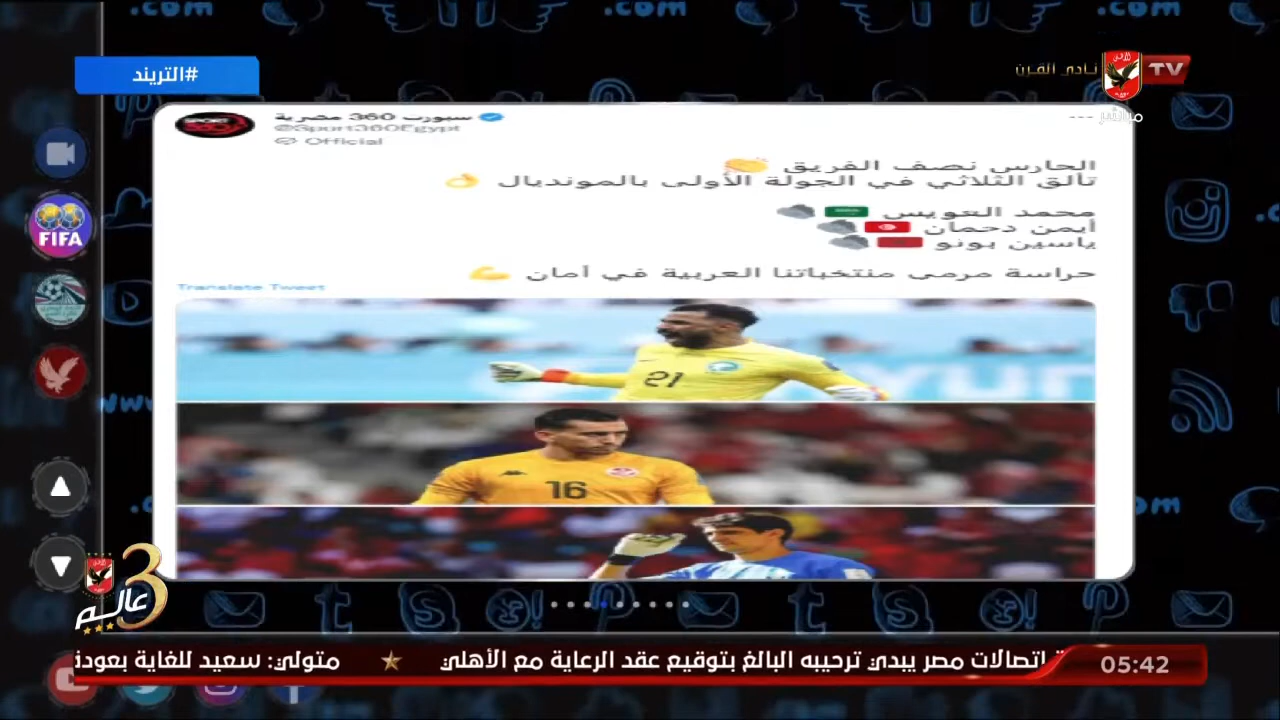 #التريند
نادي القرن
TV
مباشر
سبورت 360 مصرية
@Sport360Egypt
Official
الحارس نصف الفريق
تألق الثلاثي في الجولة الأولى بالمونديال
محمد العويس
أيمن دحمان
ياسين بونو
حراسة مرمى منتخباتنا العربية في أمان
Translate Tweet
FIFA
21
16
3
عالم
اتصالات مصر يبدي ترحيبه البالغ بتوقيع عقد الرعاية مع الأهلي ★ متولي: سعيد للغاية بعودة
05:42